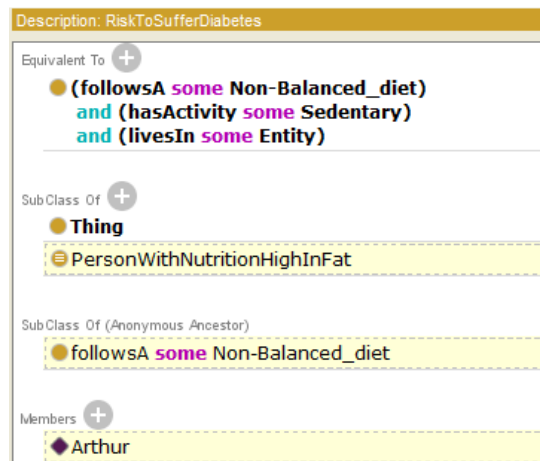 Description: RiskToSufferDiabetes
Equivalent To
(followsA some Non-Balanced_diet)
and (hasActivity some Sedentary)
and (livesIn some Entity)
SubClass Of
Thing
PersonWithNutritionHighInFat
SubClass Of (Anonymous Ancestor)
followsA some Non-Balanced_diet
Members
Arthur